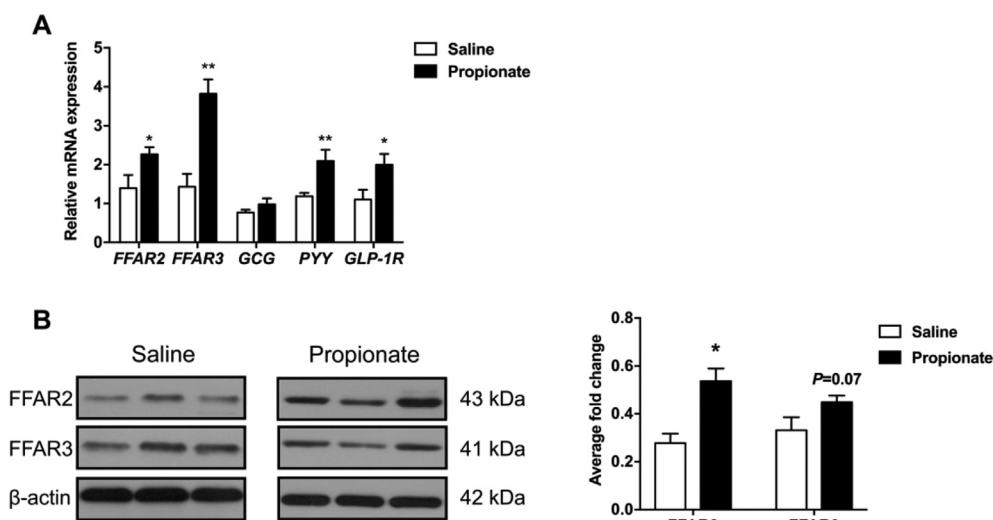 A
Relative mRNA expression
5
4
3
2
1
0
* ** ** *
FFAR2 FFAR3 GCG PYY GLP-1R
Saline
Propionate
B
Saline Propionate
FFAR2 43 kDa
FFAR3 41 kDa
β-actin 42 kDa
Average fold change
0.8
0.6
0.4
0.2
0.0
*
P=0.07
Saline
Propionate